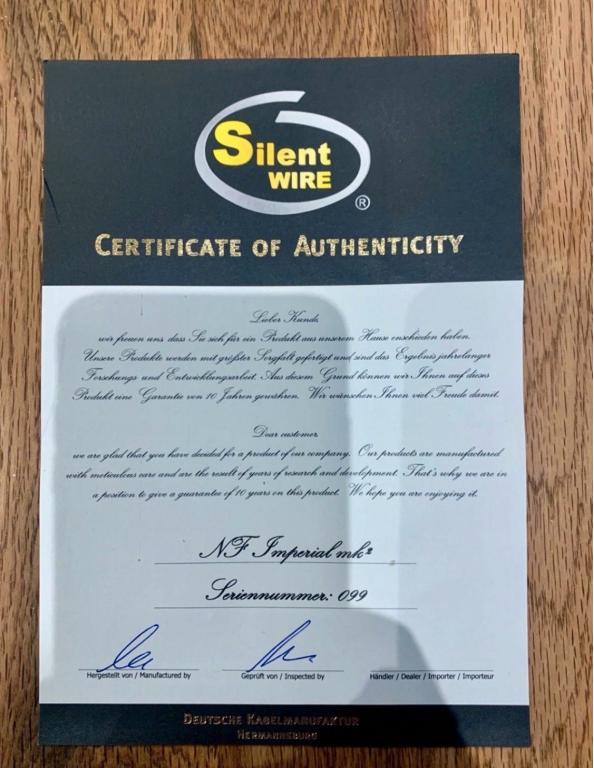 Silent
WIRE
®
CERTIFICATE OF AUTHENTICITY
Lieber Kunde,
wir freuen uns dass Sie sich für ein Produkt aus unserem Hause enschieden haben.
Unsere Produkte werden mit größter Sorgfalt gefertigt und sind das Ergebnis jahrelanger
Forschungs und Entwicklungsarbeit. Aus diesem Grund können wir Ihnen auf dieses
Produkt eine Garantie von 10 Jahren gewähren. Wir wünschen Ihnen viel Freude damit.
Dear customer
we are glad that you have decided for a product of our company. Our products are manufactured
with meticulous care and are the result of years of research and development. That's why we are in
a position to give a guarantee of 10 years on this product. We hope you are enjoying it.
NF Imperial mk²
Seriennummer: 099
Hergestellt von / Manufactured by Geprüft von / Inspected by Händler / Dealer / Importer / Importeur
DEUTSCHE KABELMANUFAKTUR
HERMANNSBURG